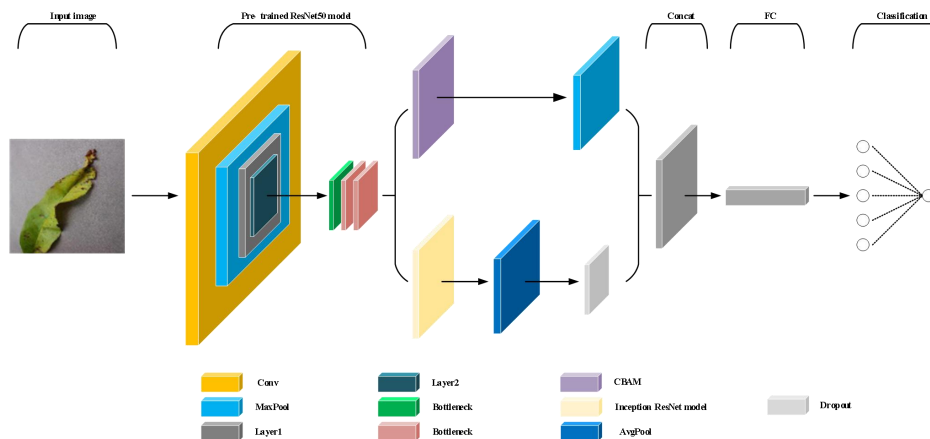 Input image
Pre- trained ResNet50 model
Concat
FC
Classification
Conv
Layer2
CBAM
MaxPool
Bottleneck
Inception ResNet model
Dropout
Layer1
Bottleneck
AvgPool